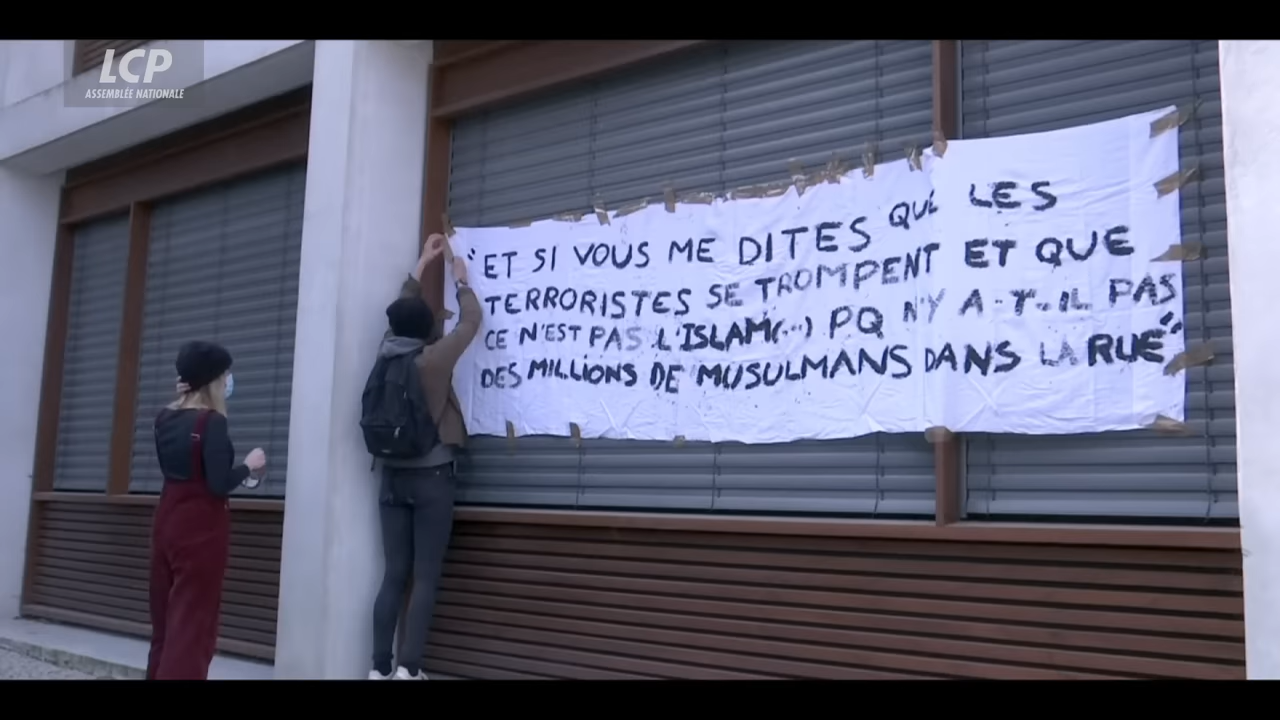 LCP
ASSEMBLÉE NATIONALE
"ET SI VOUS ME DITES QUE LES
TERRORISTES SE TROMPENT ET QUE
CE N'EST PAS L'ISLAM(...) PQ N'Y A-T-IL PAS
DES MILLIONS DE MUSULMANS DANS LA RUE"